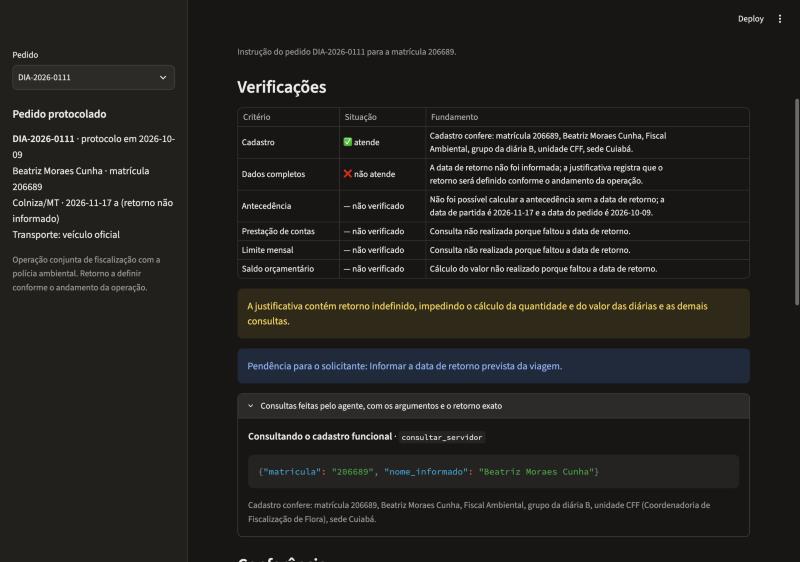 Deploy
Pedido
DIA-2026-0111
Pedido protocolado
DIA-2026-0111 · protocolo em 2026-10-
09
Beatriz Moraes Cunha · matrícula
206689
Colniza/MT · 2026-11-17 a (retorno não
informado)
Transporte: veículo oficial
Operação conjunta de fiscalização com a
polícia ambiental. Retorno a definir
conforme o andamento da operação.
Instrução do pedido DIA-2026-0111 para a matrícula 206689.
Verificações
Critério Situação Fundamento
Cadastro ✅ atende Cadastro confere: matrícula 206689, Beatriz Moraes Cunha, Fiscal
Ambiental, grupo da diária B, unidade CFF, sede Cuiabá.
Dados completos ❌ não atende A data de retorno não foi informada; a justificativa registra que o
retorno será definido conforme o andamento da operação.
Antecedência — não verificado Não foi possível calcular a antecedência sem a data de retorno; a
data de partida é 2026-11-17 e a data do pedido é 2026-10-09.
Prestação de contas — não verificado Consulta não realizada porque faltou a data de retorno.
Limite mensal — não verificado Consulta não realizada porque faltou a data de retorno.
Saldo orçamentário — não verificado Cálculo do valor não realizado porque faltou a data de retorno.
A justificativa contém retorno indefinido, impedindo o cálculo da quantidade e do valor das diárias e as demais
consultas.
Pendência para o solicitante: Informar a data de retorno prevista da viagem.
Consultas feitas pelo agente, com os argumentos e o retorno exato
Consultando o cadastro funcional · consultar_servidor
{"matricula": "206689", "nome_informado": "Beatriz Moraes Cunha"}
Cadastro confere: matrícula 206689, Beatriz Moraes Cunha, Fiscal Ambiental, grupo da diária B, unidade CFF (Coordenadoria de
Fiscalização de Flora), sede Cuiabá.